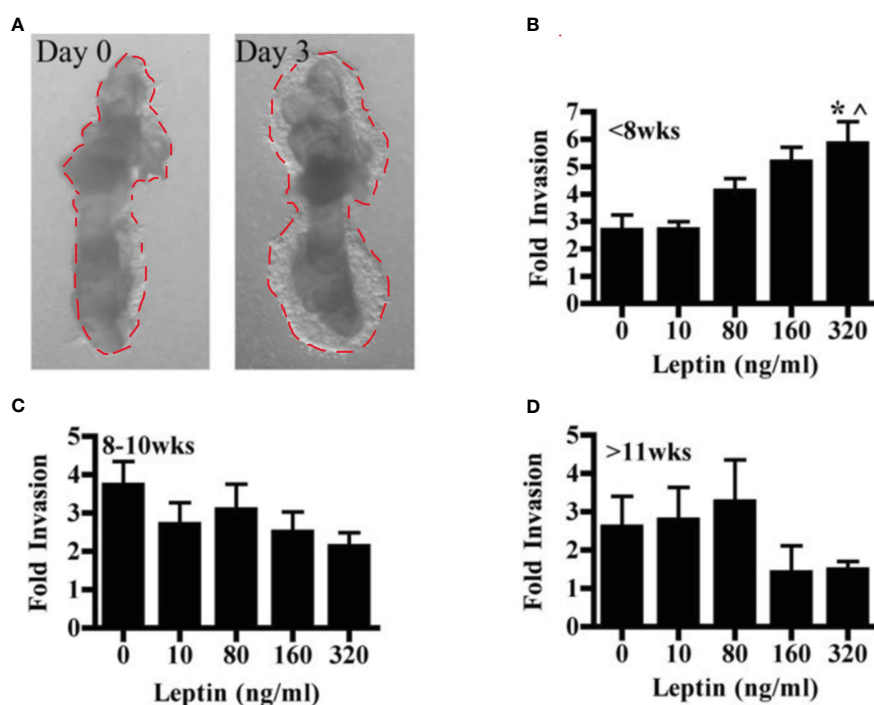 A
Day 0
Day 3
B
Fold Invasion
7
6
5
4
3
2
1
0
<8wks
* ^
0 10 80 160 320
Leptin (ng/ml)
C
Fold Invasion
5
4
3
2
1
0
8-10wks
0 10 80 160 320
Leptin (ng/ml)
D
Fold Invasion
5
4
3
2
1
0
>11wks
0 10 80 160 320
Leptin (ng/ml)